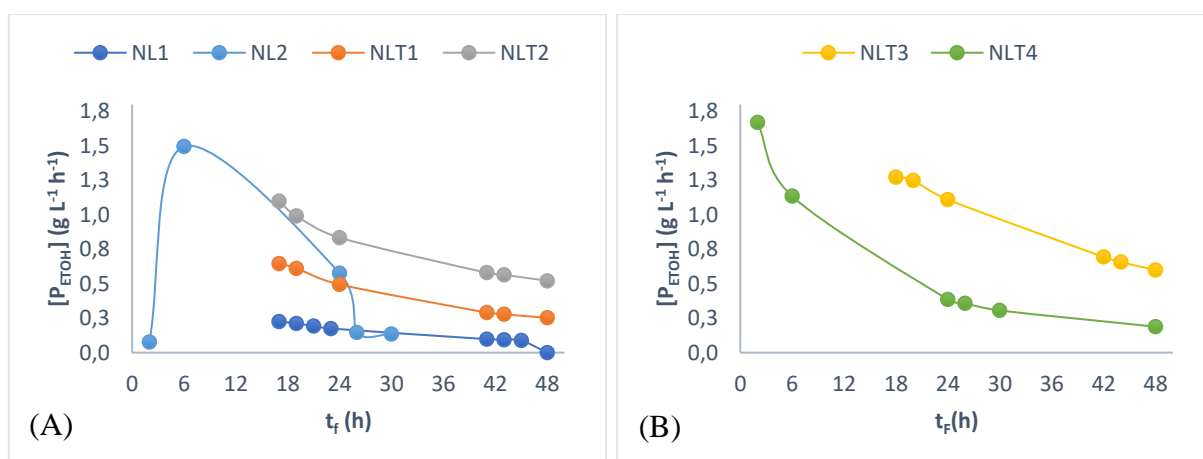 NL1 NL2 NLT1 NLT2
[P_ETOH] (g L⁻¹ h⁻¹)
1,8
1,5
1,3
1,0
0,8
0,5
0,3
0,0
0 6 12 18 24 30 36 42 48
t_f (h)
(A)
NLT3 NLT4
[P_ETOH] (g L⁻¹ h⁻¹)
1,8
1,5
1,3
1,0
0,8
0,5
0,3
0,0
0 6 12 18 24 30 36 42 48
t_F(h)
(B)